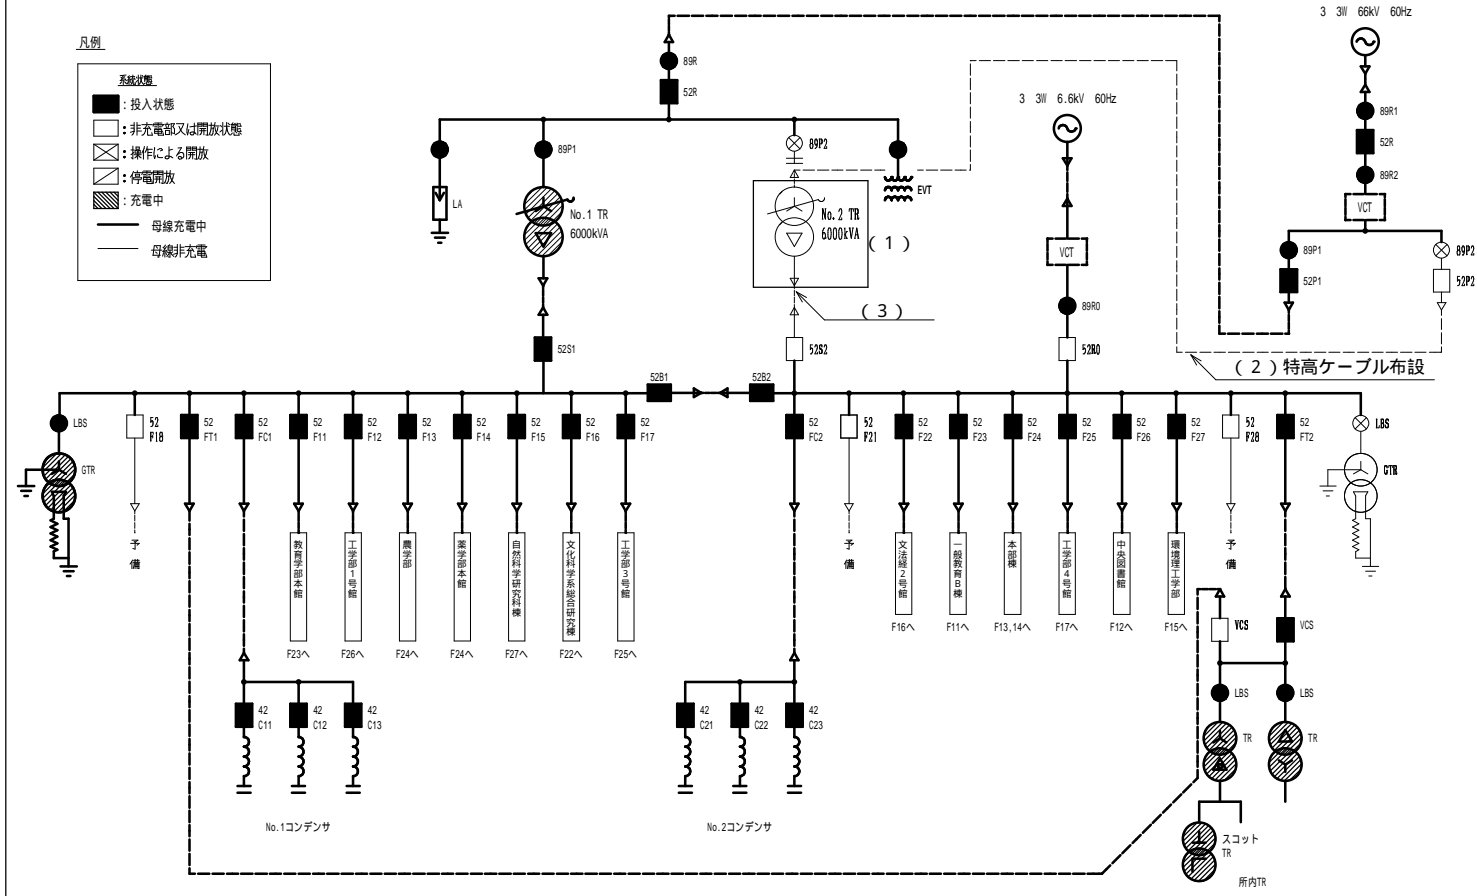 凡例
系統状態
: 投入状態
: 非充電部又は開放状態
: 操作による開放
: 停電開放
: 充電中
母線充電中
母線非充電
3 3W 66kV 60Hz
89R
52R
3 3W 6.6kV 60Hz
89R1
52R
89R2
VCT
89P1
52P1
89P2
52P2
89P1
89P2
LA
EVT
No.1 TR
6000kVA
No.2 TR
6000kVA
(1)
VCT
89R0
52R0
(3)
(2)特高ケーブル布設
52S1
52S2
52B1
52B2
LBS
GTR
52
F18
52
FT1
52
FC1
52
F11
52
F12
52
F13
52
F14
52
F15
52
F16
52
F17
52
FC2
52
F21
52
F22
52
F23
52
F24
52
F25
52
F26
52
F27
52
F28
52
FT2
LBS
GTR
予備
教育学部本館
工学部1号館
農学部
薬学部本館
自然科学研究科棟
文化科学系総合研究棟
工学部3号館
予備
文法経2号館
一般教育B棟
本部棟
工学部4号館
中央図書館
環境理工学部
予備
F23へ
F26へ
F24へ
F24へ
F27へ
F22へ
F25へ
F16へ
F11へ
F13,14へ
F17へ
F12へ
F15へ
VCS
VCS
LBS
LBS
TR
TR
42
C11
42
C12
42
C13
42
C21
42
C22
42
C23
No.1コンデンサ
No.2コンデンサ
スコット
TR
所内TR